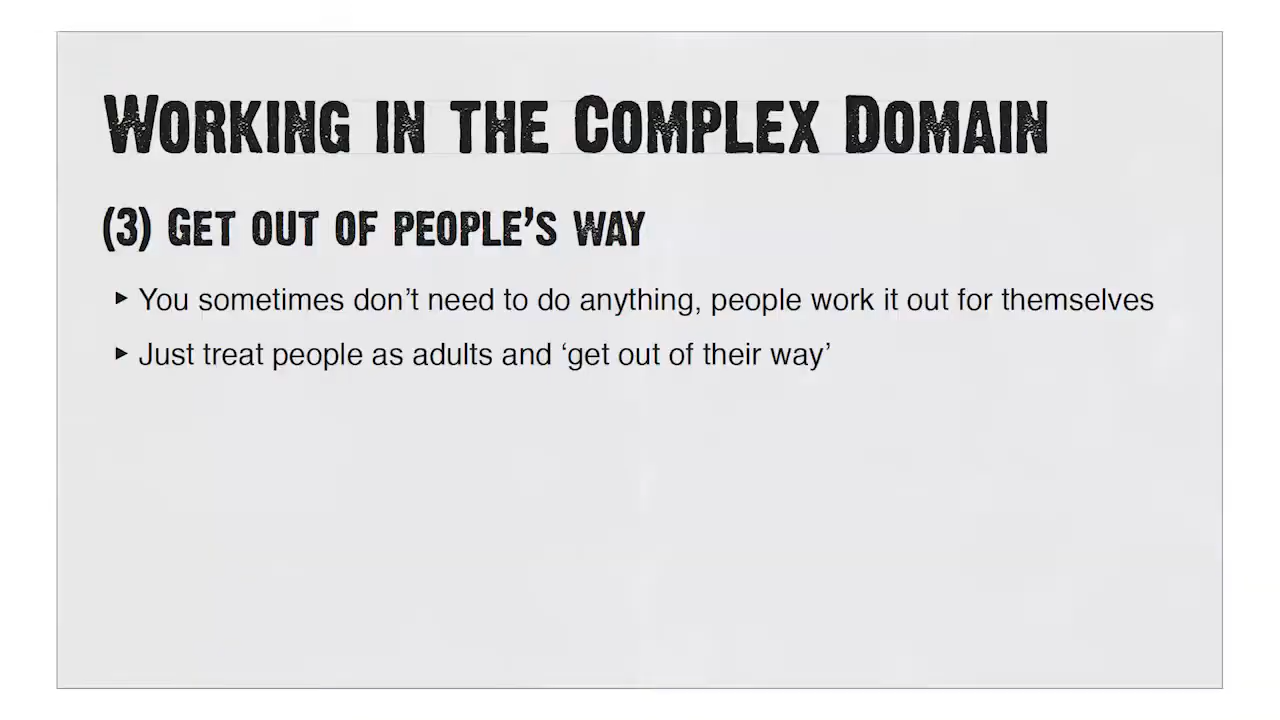 Working in the Complex Domain
(3) Get out of people’s way
▸ You sometimes don’t need to do anything, people work it out for themselves
▸ Just treat people as adults and ‘get out of their way’